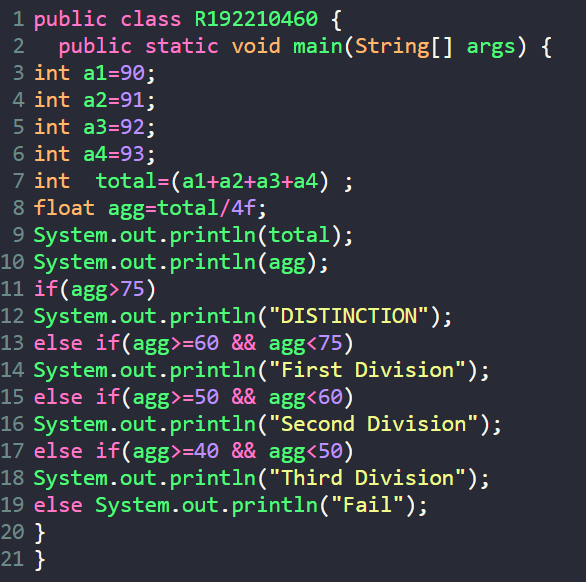 1 public class R192210460 {
2   public static void main(String[] args) {
3 int a1=90;
4 int a2=91;
5 int a3=92;
6 int a4=93;
7 int  total=(a1+a2+a3+a4) ;
8 float agg=total/4f;
9 System.out.println(total);
10 System.out.println(agg);
11 if(agg>75)
12 System.out.println("DISTINCTION");
13 else if(agg>=60 && agg<75)
14 System.out.println("First Division");
15 else if(agg>=50 && agg<60)
16 System.out.println("Second Division");
17 else if(agg>=40 && agg<50)
18 System.out.println("Third Division");
19 else System.out.println("Fail");
20 }
21 }